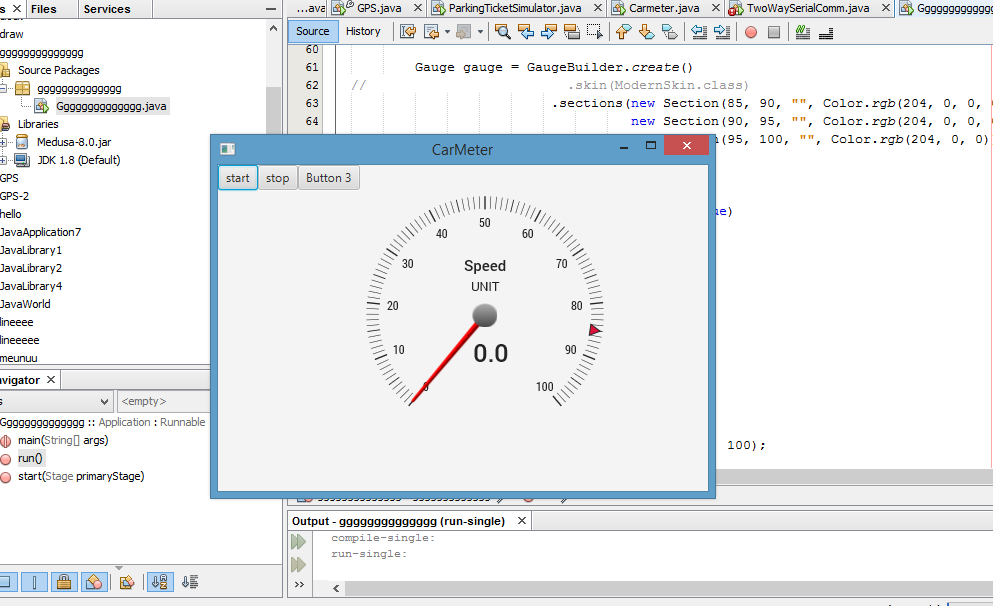 s Files Services
draw
gggggggggggggg
Source Packages
gggggggggggggg
Ggggggggggggg.java
Libraries
Medusa-8.0.jar
JDK 1.8 (Default)
GPS
GPS-2
hello
JavaApplication7
JavaLibrary1
JavaLibrary2
JavaLibrary4
JavaWorld
lineeee
lineeeee
meunuu
...ava GPS.java ParkingTicketSimulator.java Carmeter.java TwoWaySerialComm.java
Source History
60
61 Gauge gauge = GaugeBuilder.create()
62 // .skin(ModernSkin.class)
63 .sections(new Section(85, 90, "", Color.rgb(204, 0, 0,
64 new Section(90, 95, "", Color.rgb(204, 0, 0,
n(95, 100, "", Color.rgb(204, 0, 0)
ue)
100);
CarMeter
start stop Button 3
0
10
20
30
40
50
60
70
80
90
100
Speed
UNIT
0.0
avigator
s <empty>
Ggggggggggggg :: Application : Runnable
main(String[] args)
run()
start(Stage primaryStage)
Output - gggggggggggggg (run-single)
compile-single:
run-single: